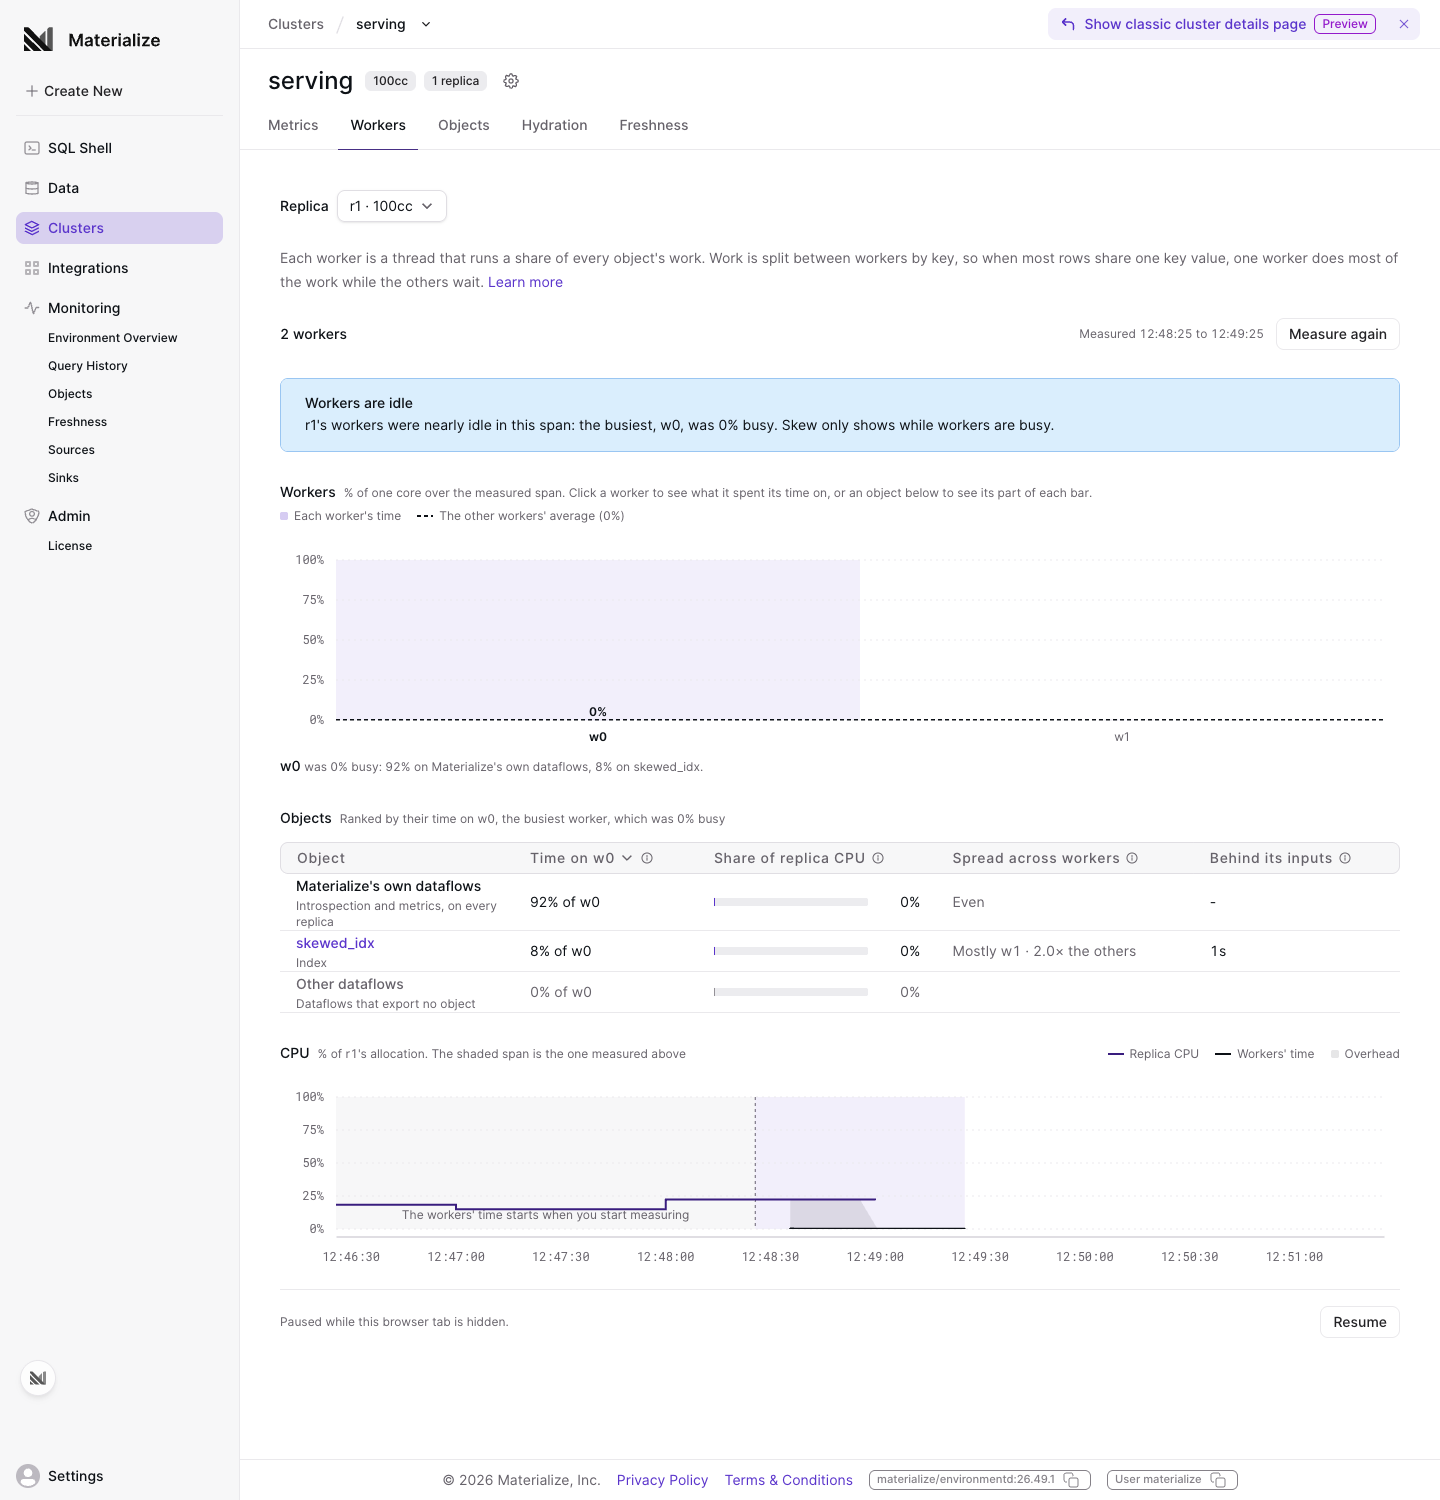 Materialize
Create New
SQL Shell
Data
Clusters
Integrations
Monitoring
Environment Overview
Query History
Objects
Freshness
Sources
Sinks
Admin
License
Settings
Clusters / serving
Show classic cluster details page Preview
serving 100cc 1 replica
Metrics Workers Objects Hydration Freshness
Replica r1 · 100cc
Each worker is a thread that runs a share of every object's work. Work is split between workers by key, so when most rows share one key value, one worker does most of
the work while the others wait. Learn more
2 workers Measured 12:48:25 to 12:49:25 Measure again
Workers are idle
r1's workers were nearly idle in this span: the busiest, w0, was 0% busy. Skew only shows while workers are busy.
Workers % of one core over the measured span. Click a worker to see what it spent its time on, or an object below to see its part of each bar.
Each worker's time The other workers' average (0%)
100%
75%
50%
25%
0%
0%
w0 w1
w0 was 0% busy: 92% on Materialize's own dataflows, 8% on skewed_idx.
Objects Ranked by their time on w0, the busiest worker, which was 0% busy
Object Time on w0 Share of replica CPU Spread across workers Behind its inputs
Materialize's own dataflows
Introspection and metrics, on every
replica
92% of w0 0% Even -
skewed_idx
Index
8% of w0 0% Mostly w1 · 2.0× the others 1s
Other dataflows
Dataflows that export no object
0% of w0 0%
CPU % of r1's allocation. The shaded span is the one measured above Replica CPU Workers' time Overhead
100%
75%
50%
25%
0%
The workers' time starts when you start measuring
12:46:30 12:47:00 12:47:30 12:48:00 12:48:30 12:49:00 12:49:30 12:50:00 12:50:30 12:51:00
Paused while this browser tab is hidden. Resume
© 2026 Materialize, Inc. Privacy Policy Terms & Conditions materialize/environmentd:26.49.1 User materialize